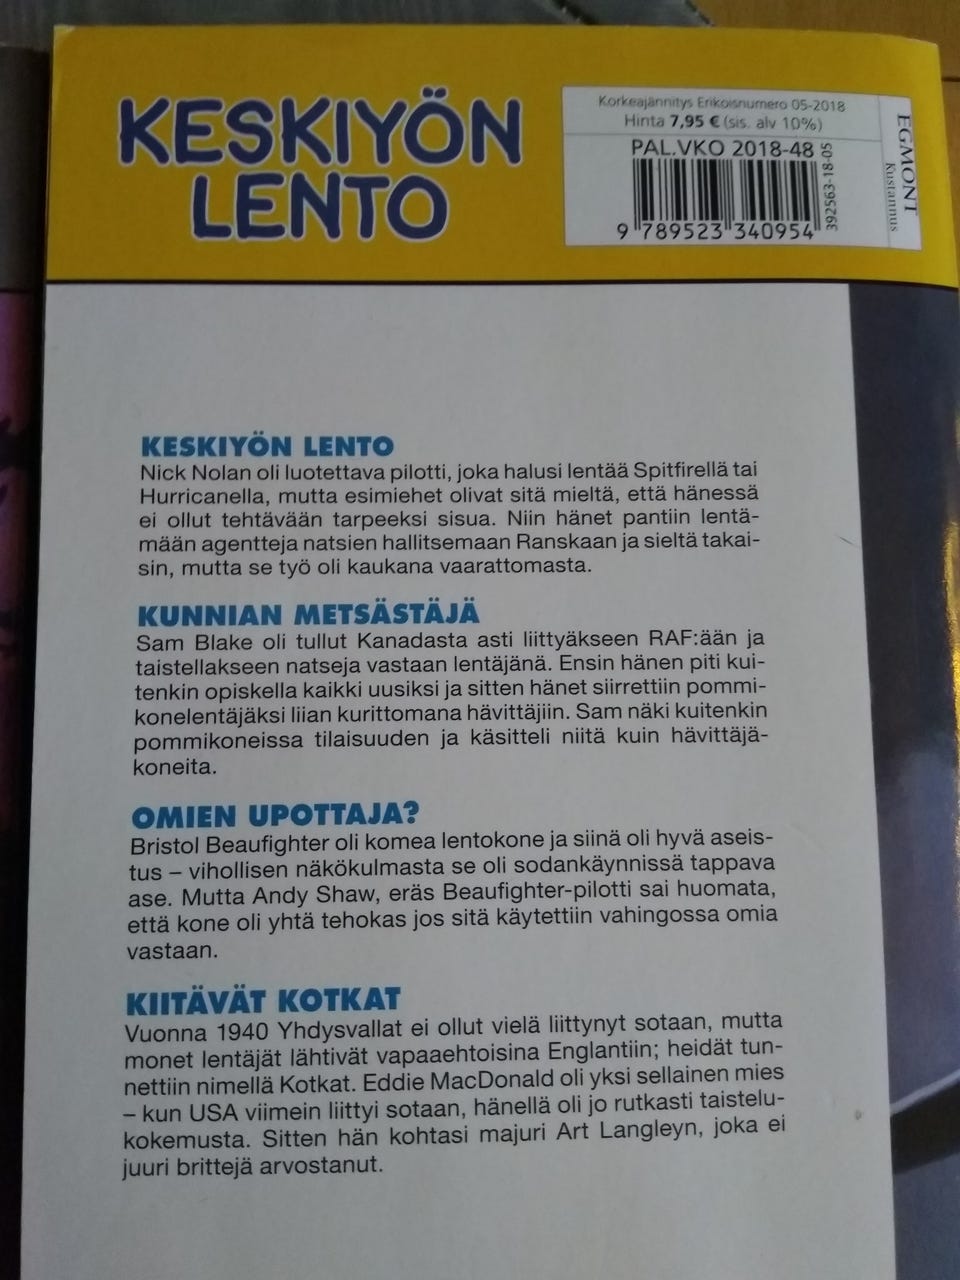 KESKIYÖN
LENTO
Korkeajännitys Erikoisnumero 05-2018
Hinta 7,95 € (sis. alv 10%)
PAL.VKO 2018-48
9 789523 340954
392563-18-05
EGMONT
Kustannus
KESKIYÖN LENTO
Nick Nolan oli luotettava pilotti, joka halusi lentää Spitfirellä tai
Hurricanella, mutta esimiehet olivat sitä mieltä, että hänessä
ei ollut tehtävään tarpeeksi sisua. Niin hänet pantiin lentä-
mään agentteja natsien hallitsemaan Ranskaan ja sieltä takai-
sin, mutta se työ oli kaukana vaarattomasta.
KUNNIAN METSÄSTÄJÄ
Sam Blake oli tullut Kanadasta asti liittyäkseen RAF:ään ja
taistellakseen natseja vastaan lentäjänä. Ensin hänen piti kui-
tenkin opiskella kaikki uusiksi ja sitten hänet siirrettiin pommi-
konelentäjäksi liian kurittomana hävittäjiin. Sam näki kuitenkin
pommikoneissa tilaisuuden ja käsitteli niitä kuin hävittäjä-
koneita.
OMIEN UPOTTAJA?
Bristol Beaufighter oli komea lentokone ja siinä oli hyvä aseis-
tus – vihollisen näkökulmasta se oli sodankäynnissä tappava
ase. Mutta Andy Shaw, eräs Beaufighter-pilotti sai huomata,
että kone oli yhtä tehokas jos sitä käytettiin vahingossa omia
vastaan.
KIITÄVÄT KOTKAT
Vuonna 1940 Yhdysvallat ei ollut vielä liittynyt sotaan, mutta
monet lentäjät lähtivät vapaaehtoisina Englantiin; heidät tun-
nettiin nimellä Kotkat. Eddie MacDonald oli yksi sellainen mies
– kun USA viimein liittyi sotaan, hänellä oli jo rutkasti taistelu-
kokemusta. Sitten hän kohtasi majuri Art Langleyn, joka ei
juuri brittejä arvostanut.